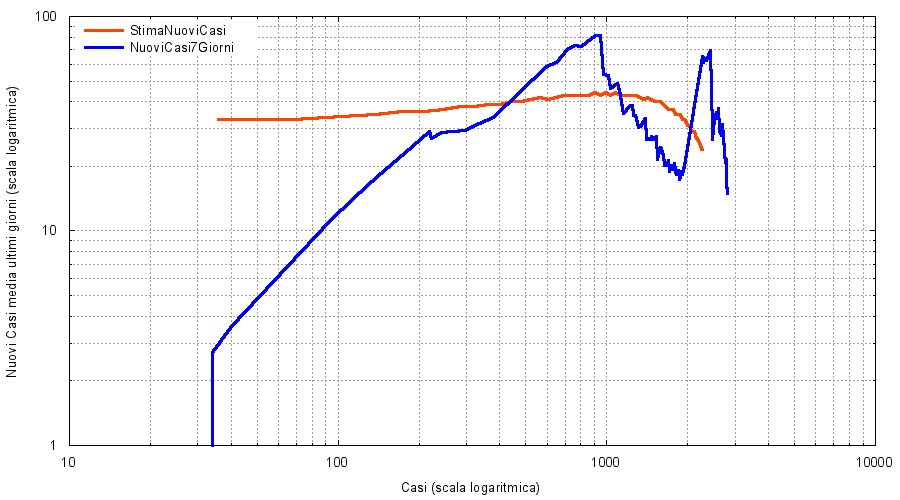 100
StimaNuoviCasi
NuoviCasi7Giorni
10
1
Nuovi Casi media ultimi giorni (scala logaritmica)
10
100
1000
10000
Casi (scala logaritmica)